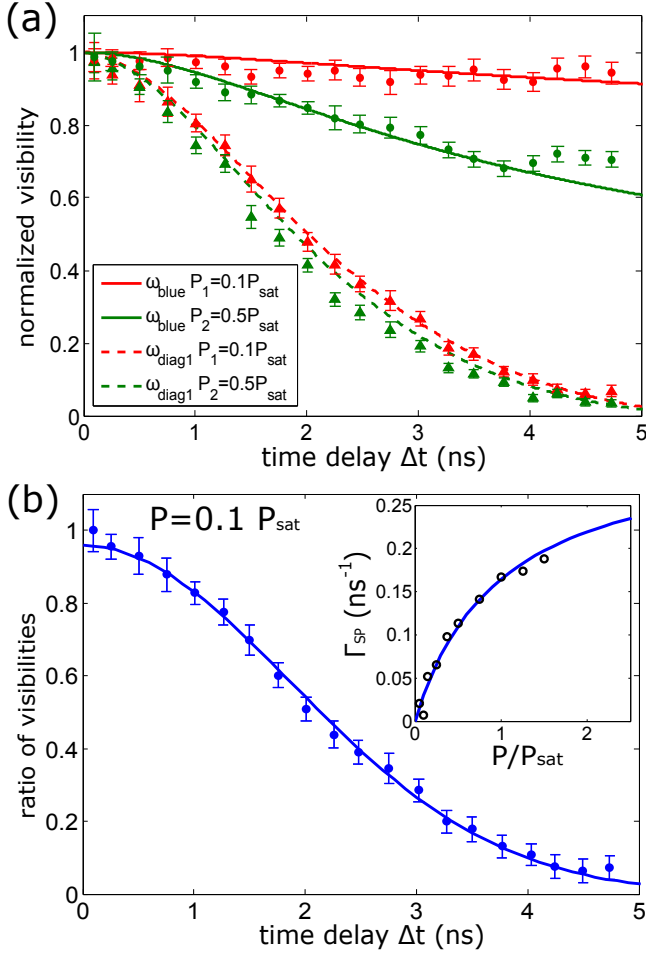 (a)
normalized visibility
1
0.8
0.6
0.4
0.2
0
ω_blue P_1=0.1P_sat
ω_blue P_2=0.5P_sat
ω_diag1 P_1=0.1P_sat
ω_diag1 P_2=0.5P_sat
0 1 2 3 4 5
time delay Δt (ns)
(b)
P=0.1 P_sat
ratio of visibilities
1
0.8
0.6
0.4
0.2
0
0.25
0.2
0.15
0.1
0.05
0
Γ_SP (ns⁻¹)
0 1 2
P/P_sat
0 1 2 3 4 5
time delay Δt (ns)